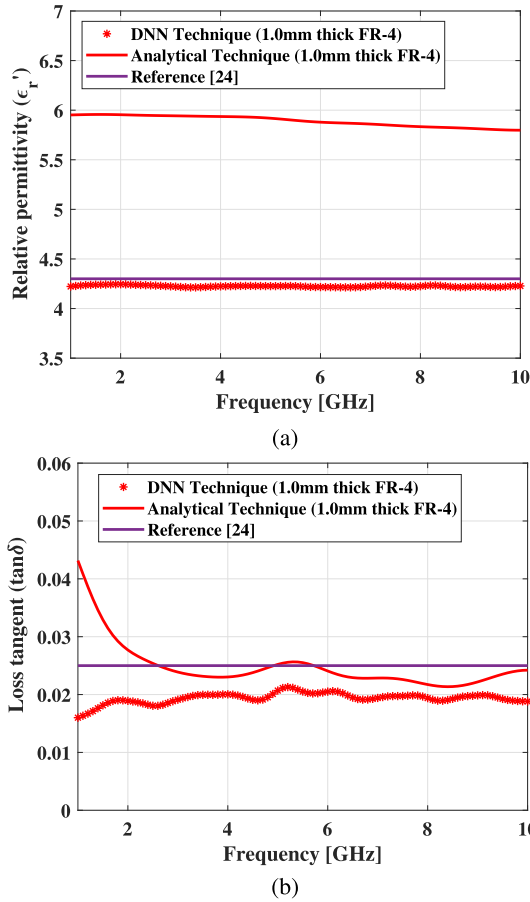 DNN Technique (1.0mm thick FR-4)
Analytical Technique (1.0mm thick FR-4)
Reference [24]
Relative permittivity (ϵr')
7
6.5
6
5.5
5
4.5
4
3.5
2
4
6
8
10
Frequency [GHz]
(a)
DNN Technique (1.0mm thick FR-4)
Analytical Technique (1.0mm thick FR-4)
Reference [24]
Loss tangent (tanδ)
0.06
0.05
0.04
0.03
0.02
0.01
0
2
4
6
8
10
Frequency [GHz]
(b)